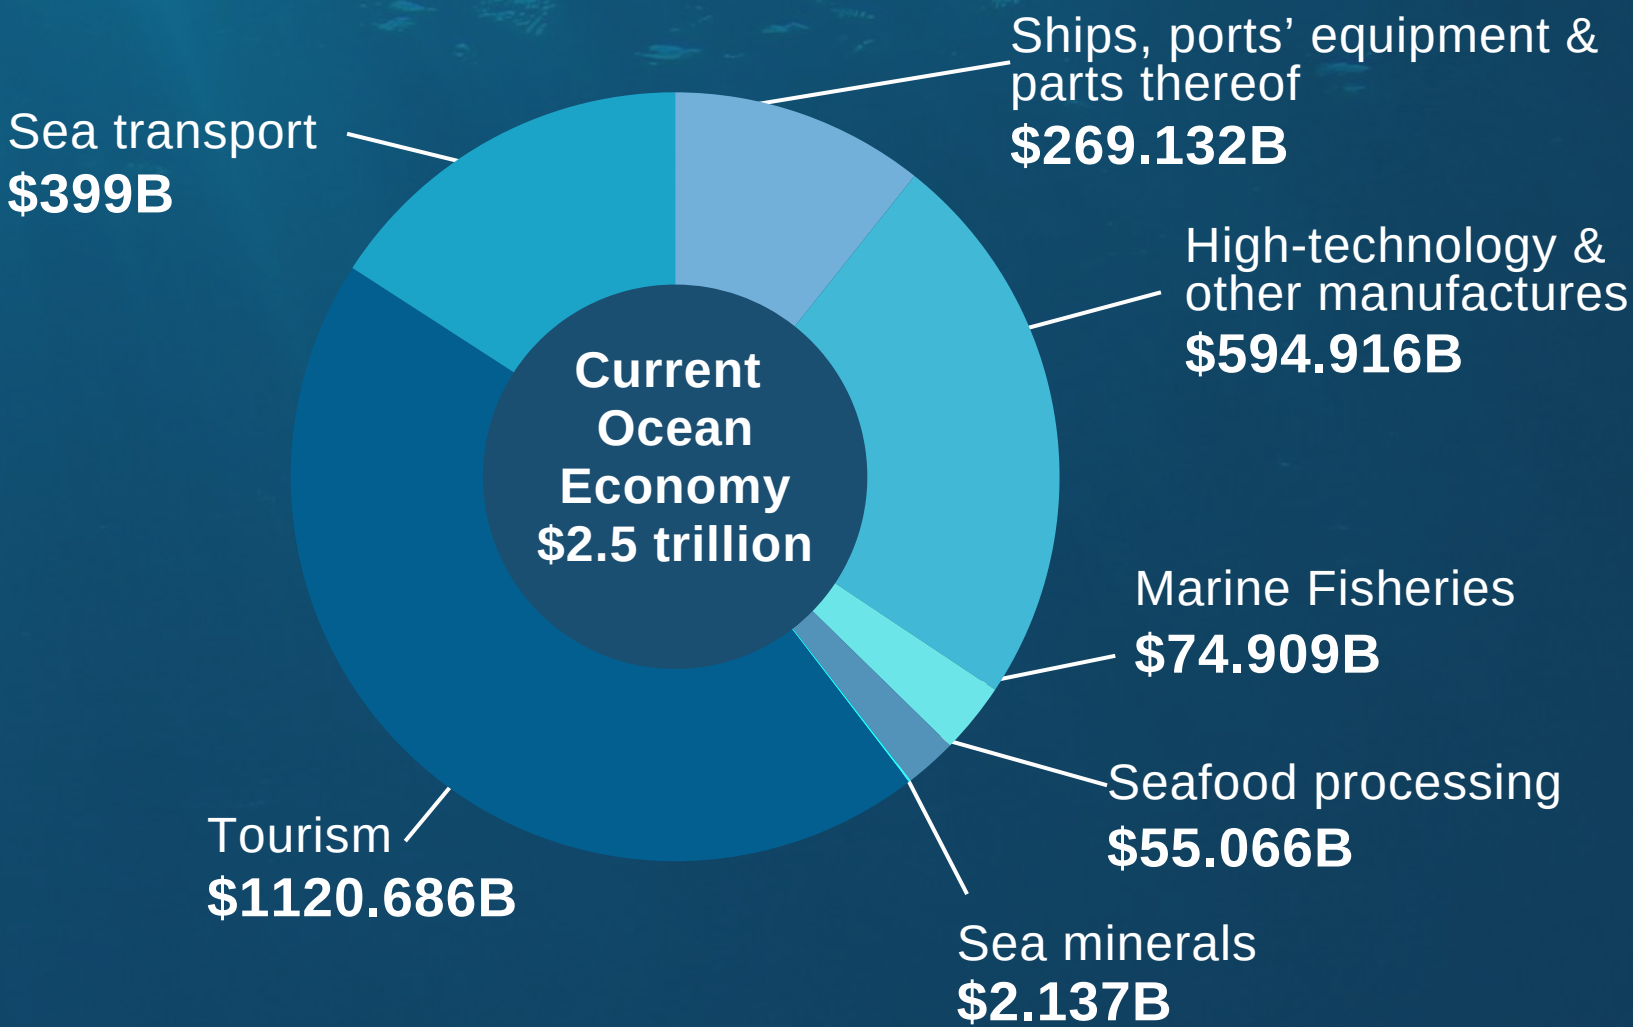 Ships, ports’ equipment &
parts thereof
$269.132B
Sea transport
$399B
High-technology &
other manufactures
$594.916B
Current
Ocean
Economy
$2.5 trillion
Marine Fisheries
$74.909B
Seafood processing
$55.066B
Tourism
$1120.686B
Sea minerals
$2.137B